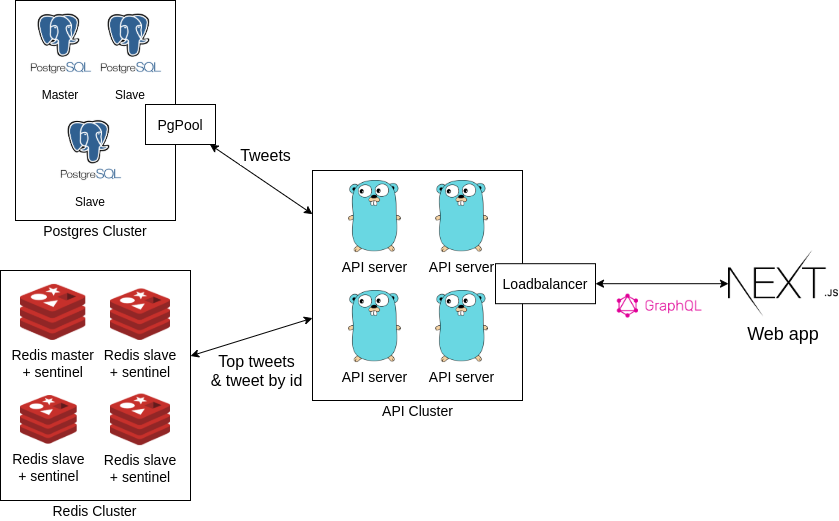 PostgreSQL
PostgreSQL
Master
Slave
PgPool
PostgreSQL
Slave
Postgres Cluster
Tweets
API server
API server
API server
API server
API Cluster
Loadbalancer
GraphQL
NEXT.JS
Web app
Redis master
+ sentinel
Redis slave
+ sentinel
Redis slave
+ sentinel
Redis slave
+ sentinel
Redis Cluster
Top tweets
& tweet by id